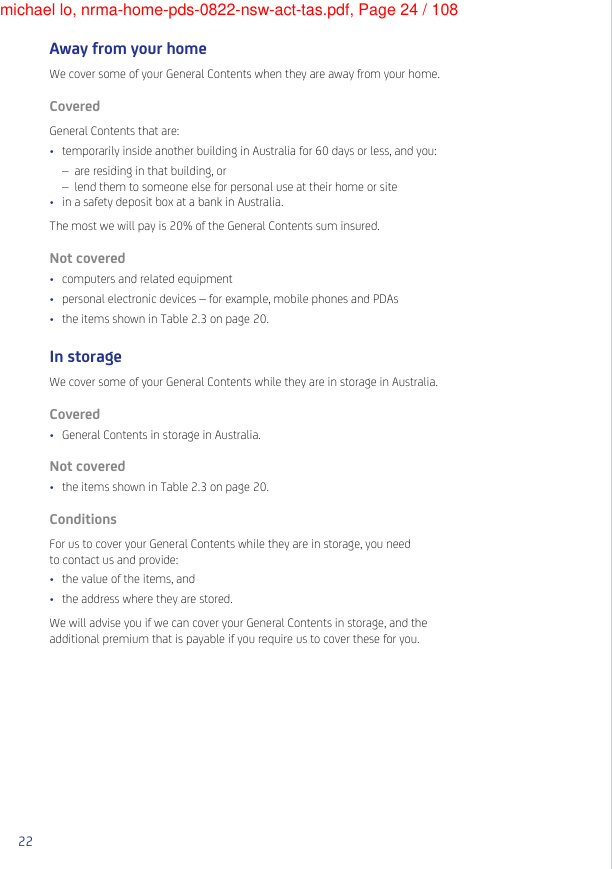 michael lo, nrma-home-pds-0822-nsw-act-tas.pdf, Page 24 / 108
Away from your home
We cover some of your General Contents when they are away from your home.
Covered
General Contents that are:
• temporarily inside another building in Australia for 60 days or less, and you:
– are residing in that building, or
– lend them to someone else for personal use at their home or site
• in a safety deposit box at a bank in Australia.
The most we will pay is 20% of the General Contents sum insured.
Not covered
• computers and related equipment
• personal electronic devices – for example, mobile phones and PDAs
• the items shown in Table 2.3 on page 20.
In storage
We cover some of your General Contents while they are in storage in Australia.
Covered
• General Contents in storage in Australia.
Not covered
• the items shown in Table 2.3 on page 20.
Conditions
For us to cover your General Contents while they are in storage, you need
to contact us and provide:
• the value of the items, and
• the address where they are stored.
We will advise you if we can cover your General Contents in storage, and the
additional premium that is payable if you require us to cover these for you.
22